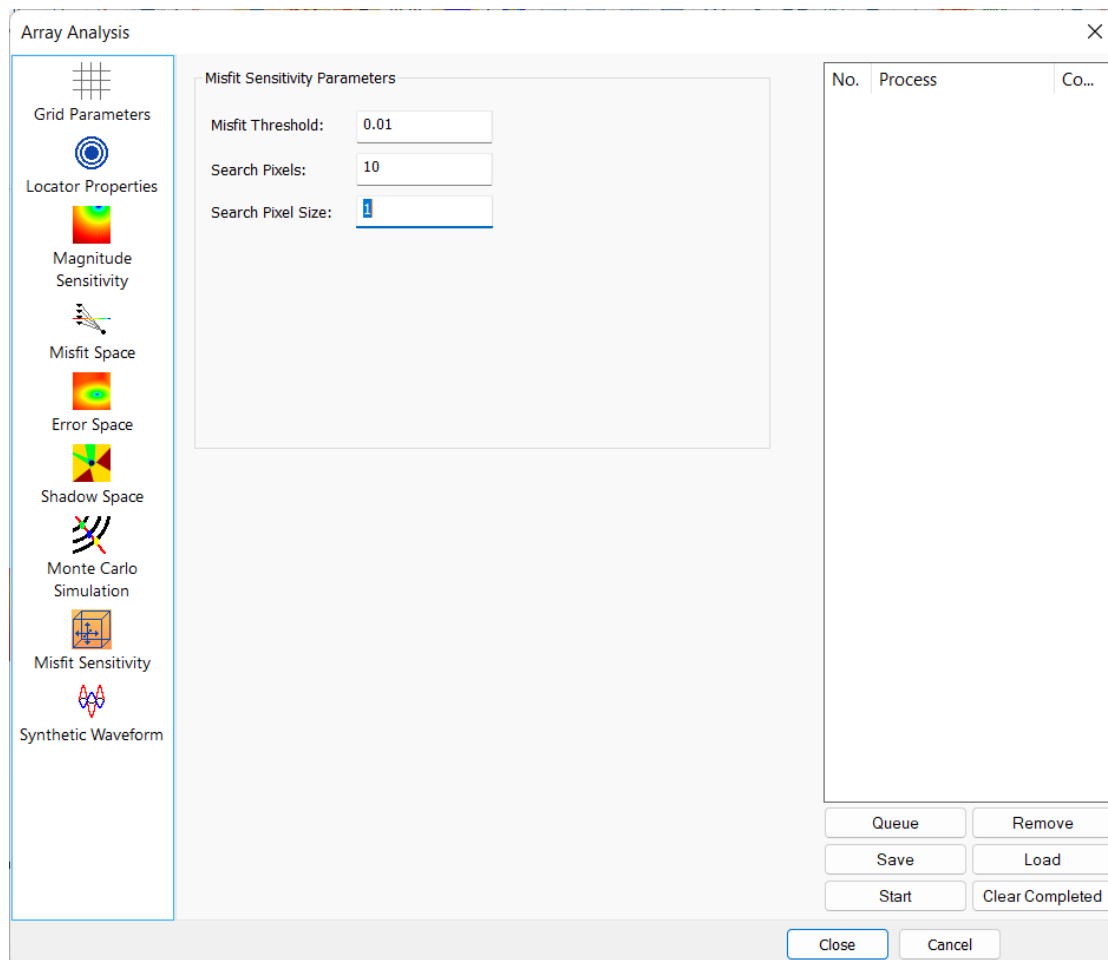 Array Analysis
Grid Parameters
Locator Properties
Magnitude
Sensitivity
Misfit Space
Error Space
Shadow Space
Monte Carlo
Simulation
Misfit Sensitivity
Synthetic Waveform
Misfit Sensitivity Parameters
Misfit Threshold: 0.01
Search Pixels: 10
Search Pixel Size: 1
No. Process Co...
Queue Remove
Save Load
Start Clear Completed
Close Cancel